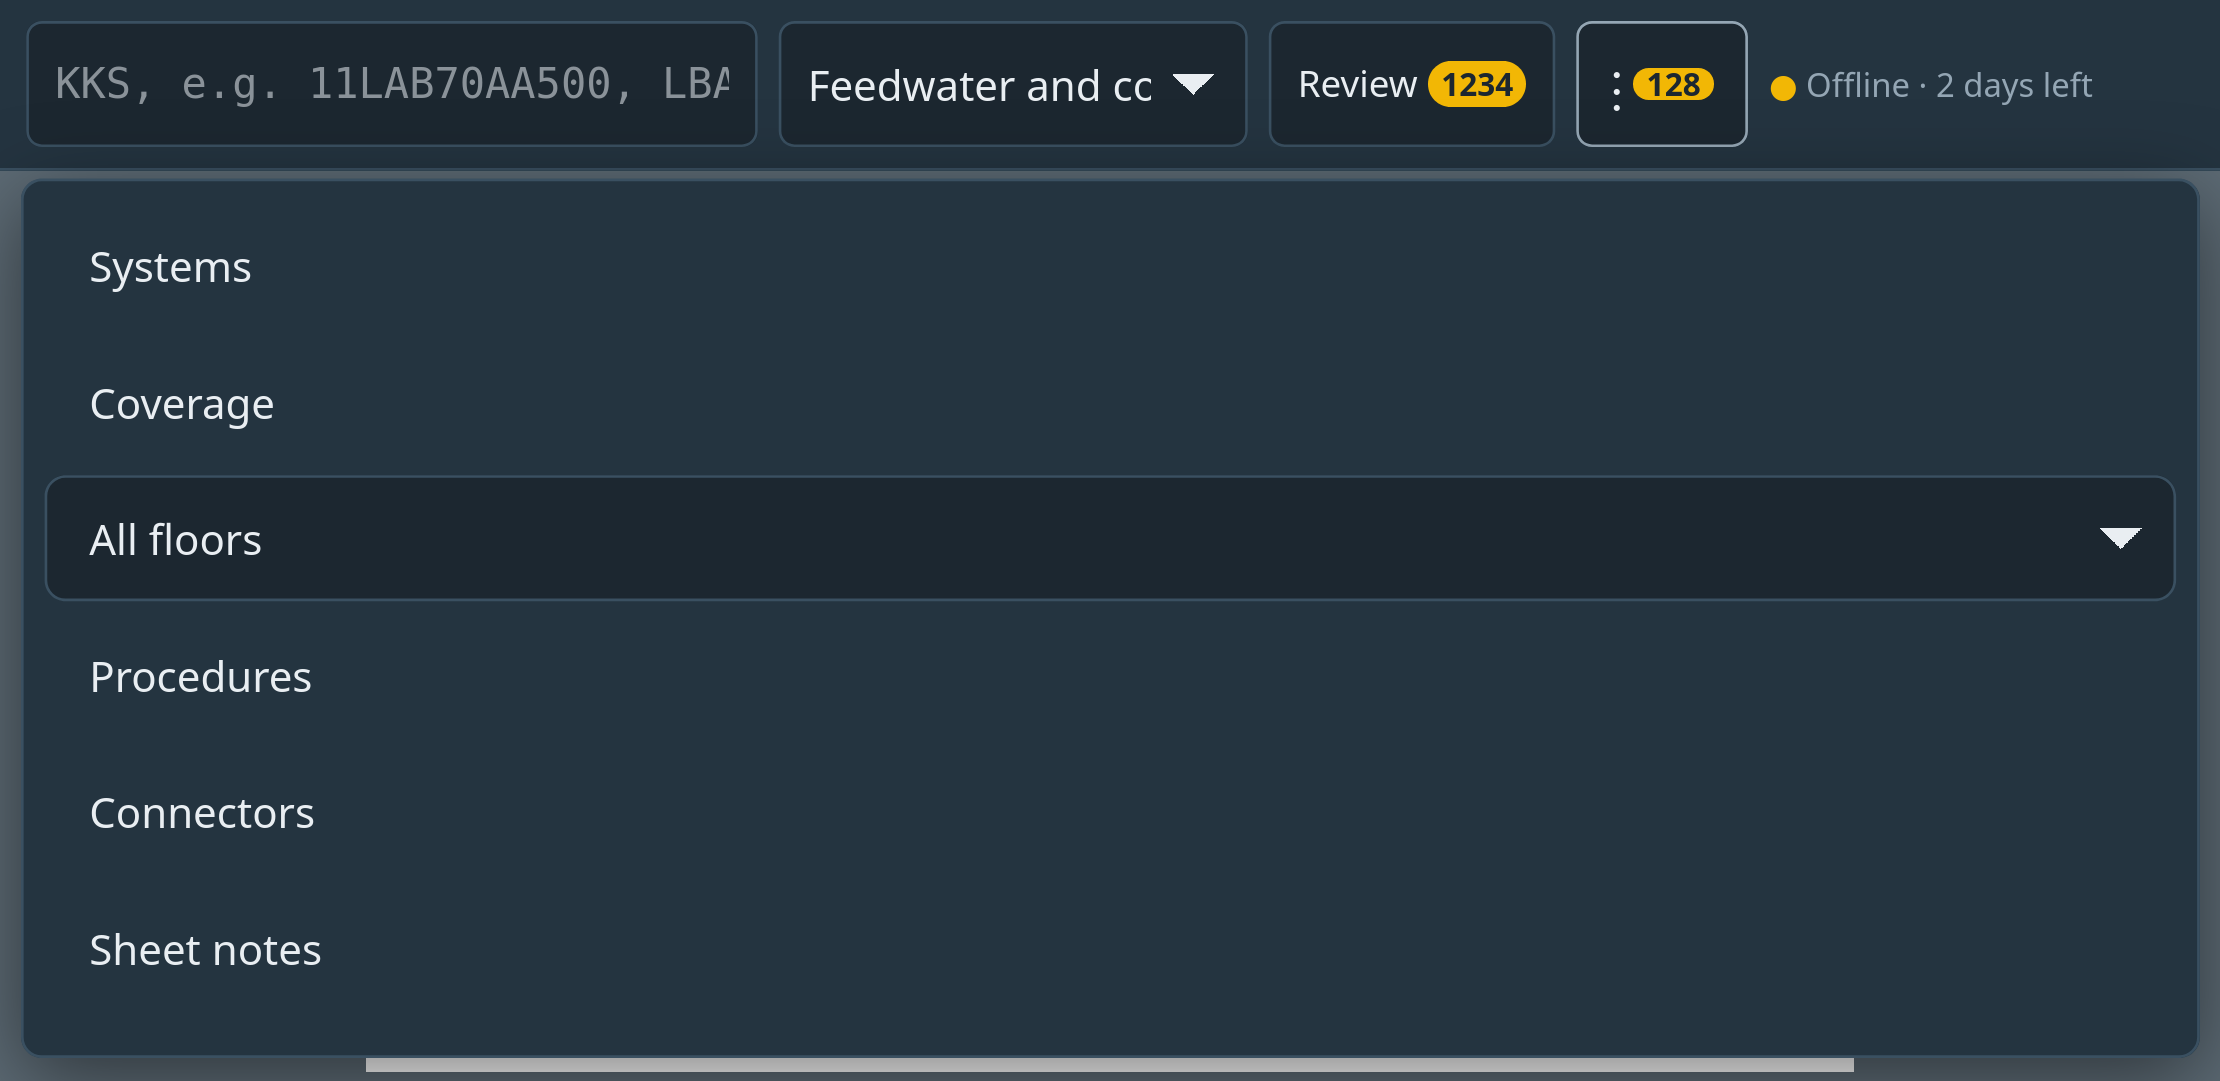 KKS, e.g. 11LAB70AA500, LBA
Feedwater and cc
Review 1234
⋮ 128
Offline · 2 days left
Systems
Coverage
All floors
Procedures
Connectors
Sheet notes